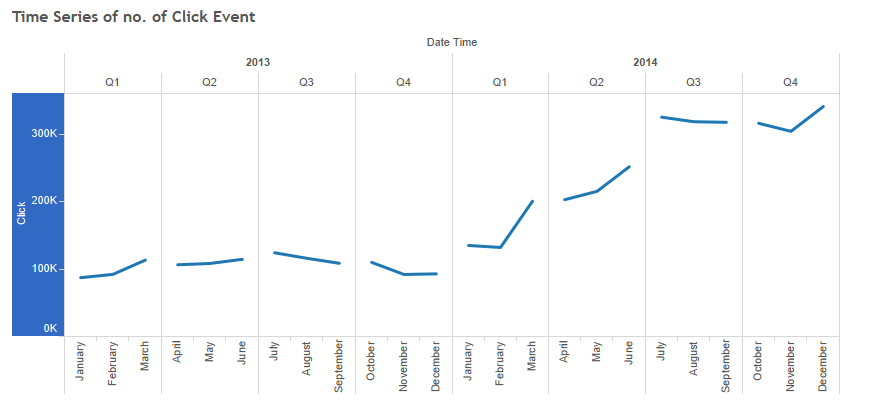 Time Series of no. of Click Event
Date Time
2013 2014
Q1 Q2 Q3 Q4 Q1 Q2 Q3 Q4
300K
200K
100K
0K
Click
January February March April May June July August September October November December January February March April May June July August September October November December